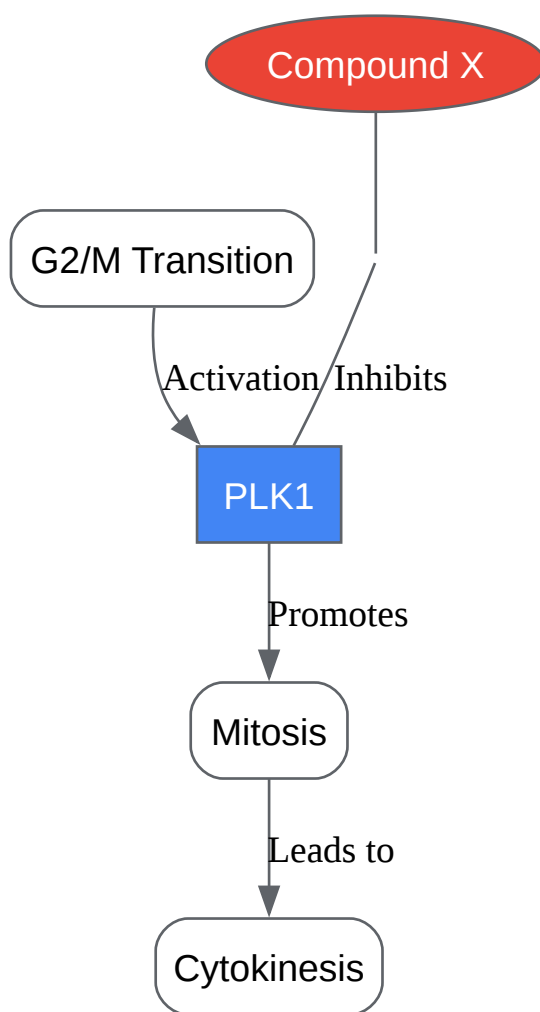 Compound X
G2/M Transition
Activation
Inhibits
PLK1
Promotes
Mitosis
Leads to
Cytokinesis